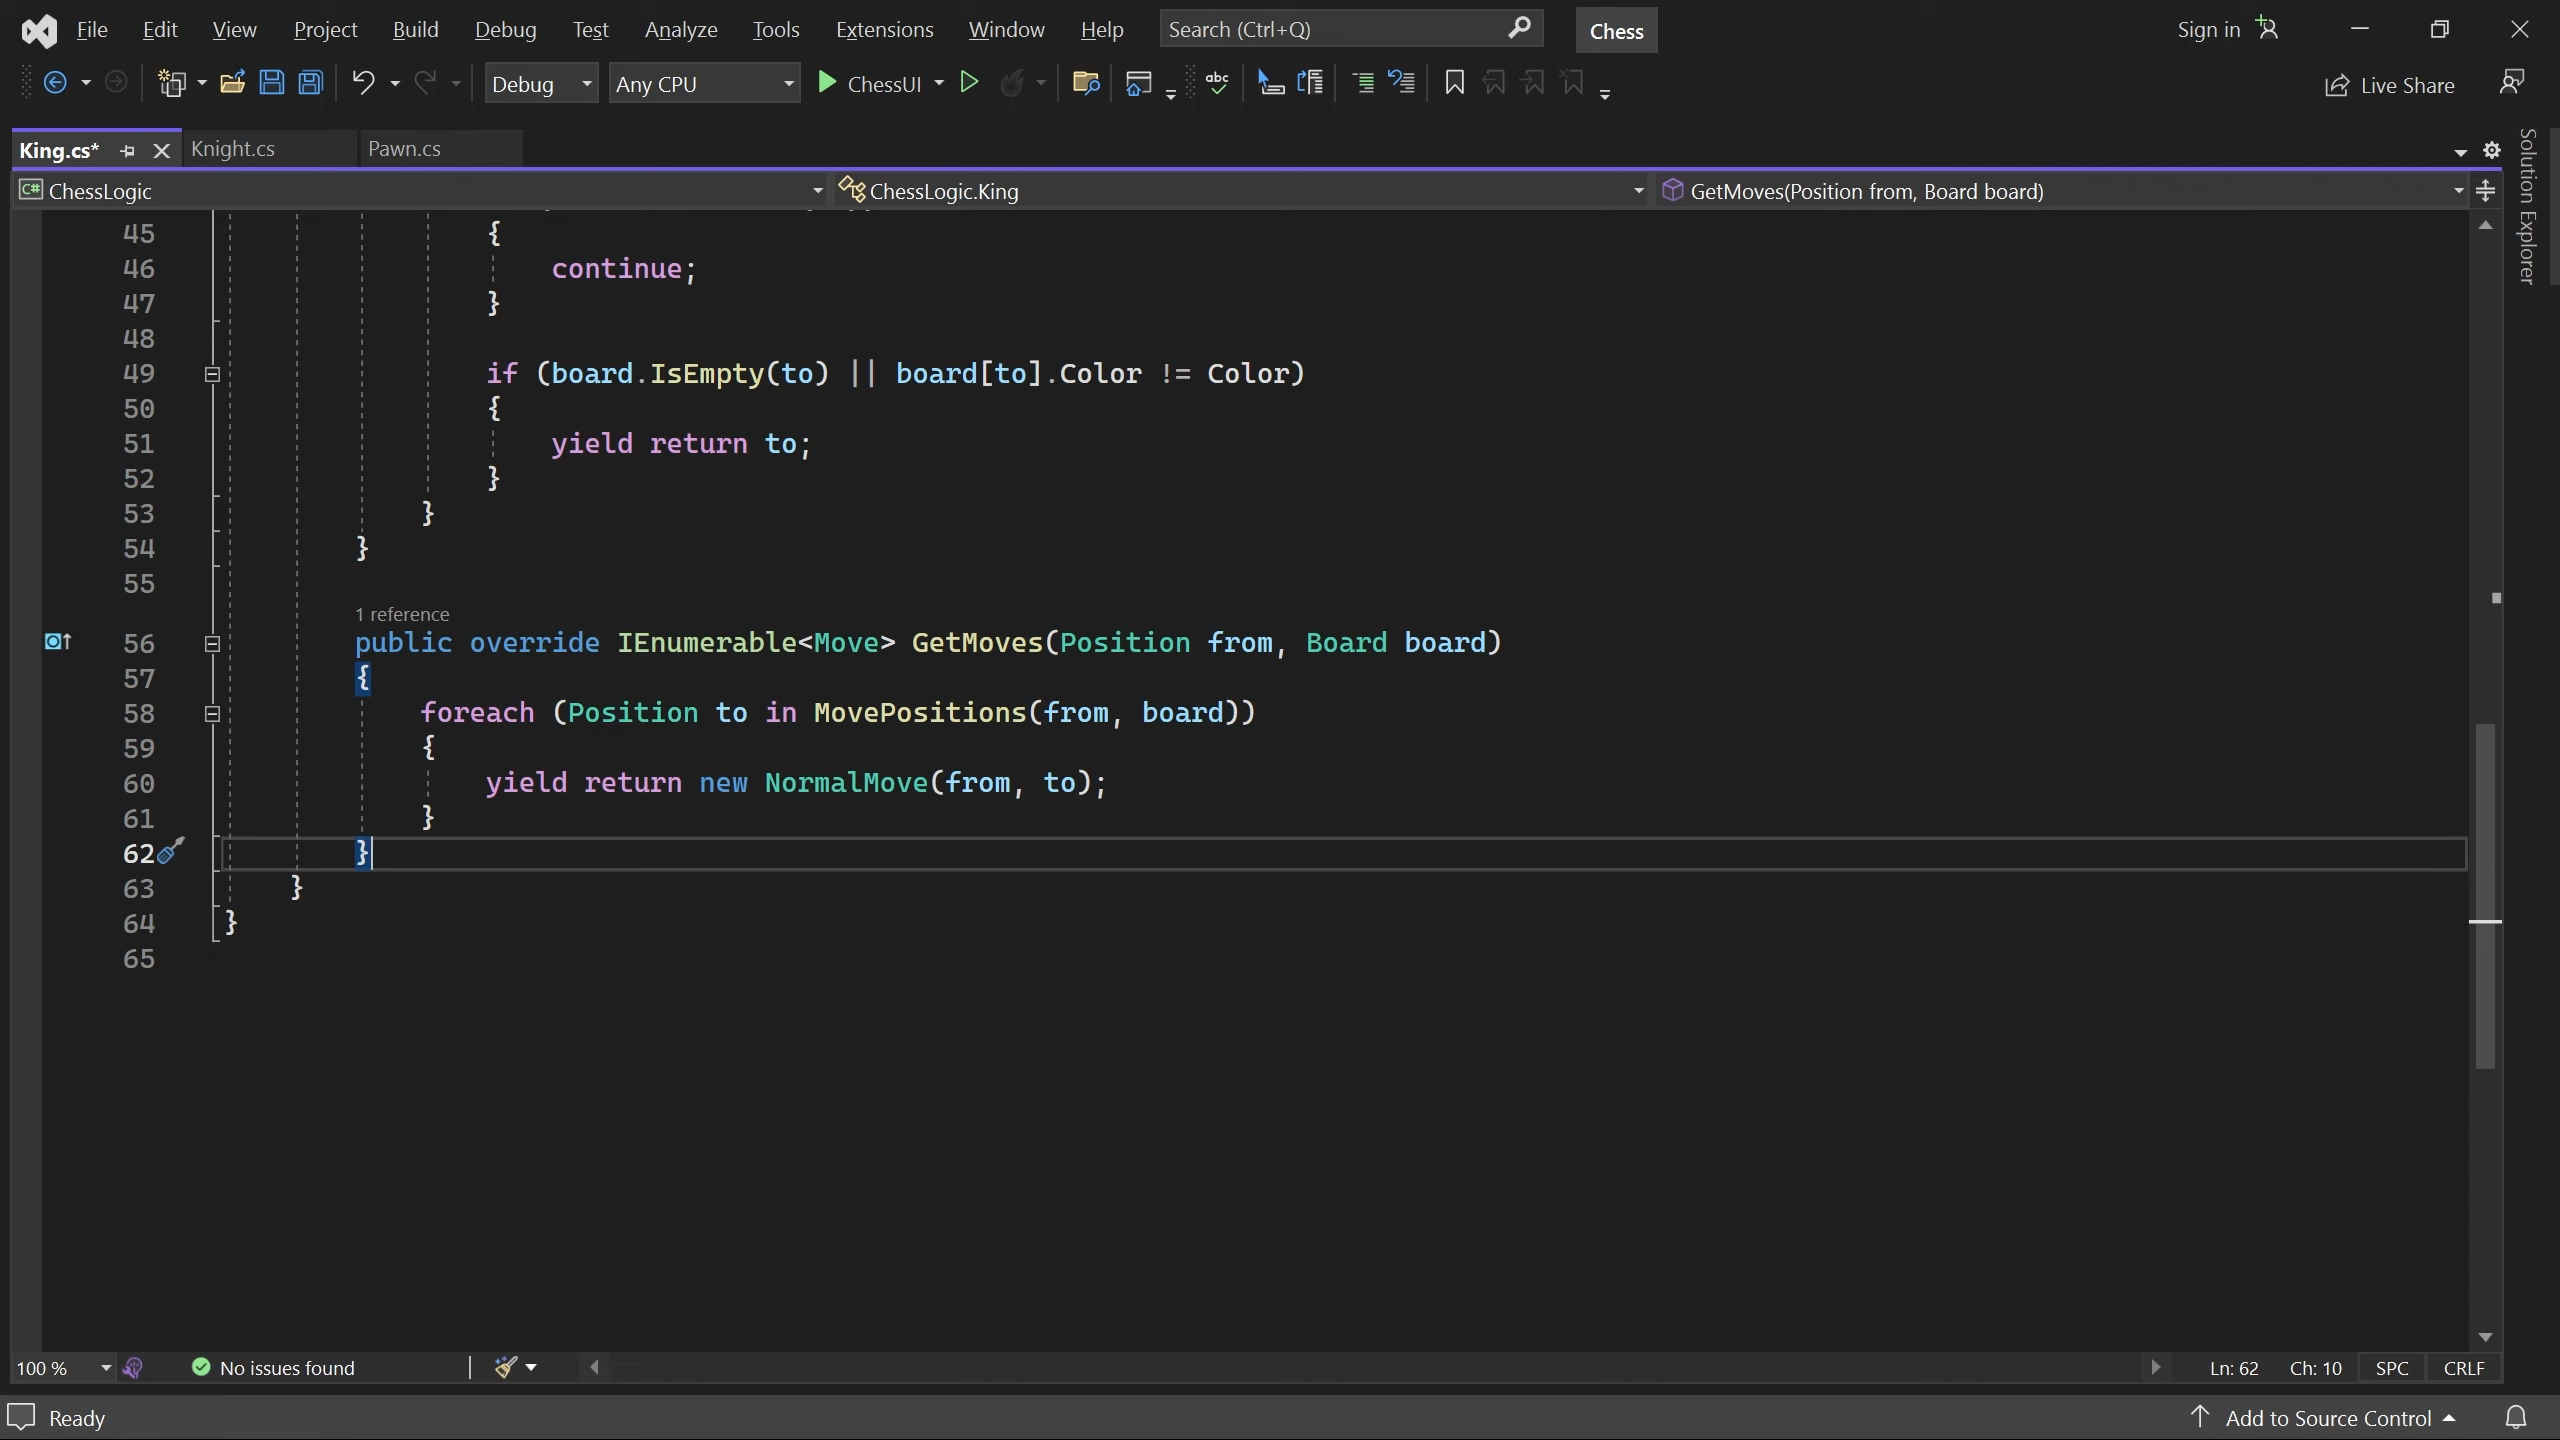 File Edit View Project Build Debug Test Analyze Tools Extensions Window Help Search (Ctrl+Q) Chess Sign in
Debug Any CPU ChessUI abc Live Share
King.cs* Knight.cs Pawn.cs
C# ChessLogic ChessLogic.King GetMoves(Position from, Board board)
Solution Explorer
45 {
46 continue;
47 }
48
49 if (board.IsEmpty(to) || board[to].Color != Color)
50 {
51 yield return to;
52 }
53 }
54 }
55
1 reference
56 public override IEnumerable<Move> GetMoves(Position from, Board board)
57 {
58 foreach (Position to in MovePositions(from, board))
59 {
60 yield return new NormalMove(from, to);
61 }
62 }
63 }
64 }
65
100 % No issues found Ln: 62 Ch: 10 SPC CRLF
Ready Add to Source Control